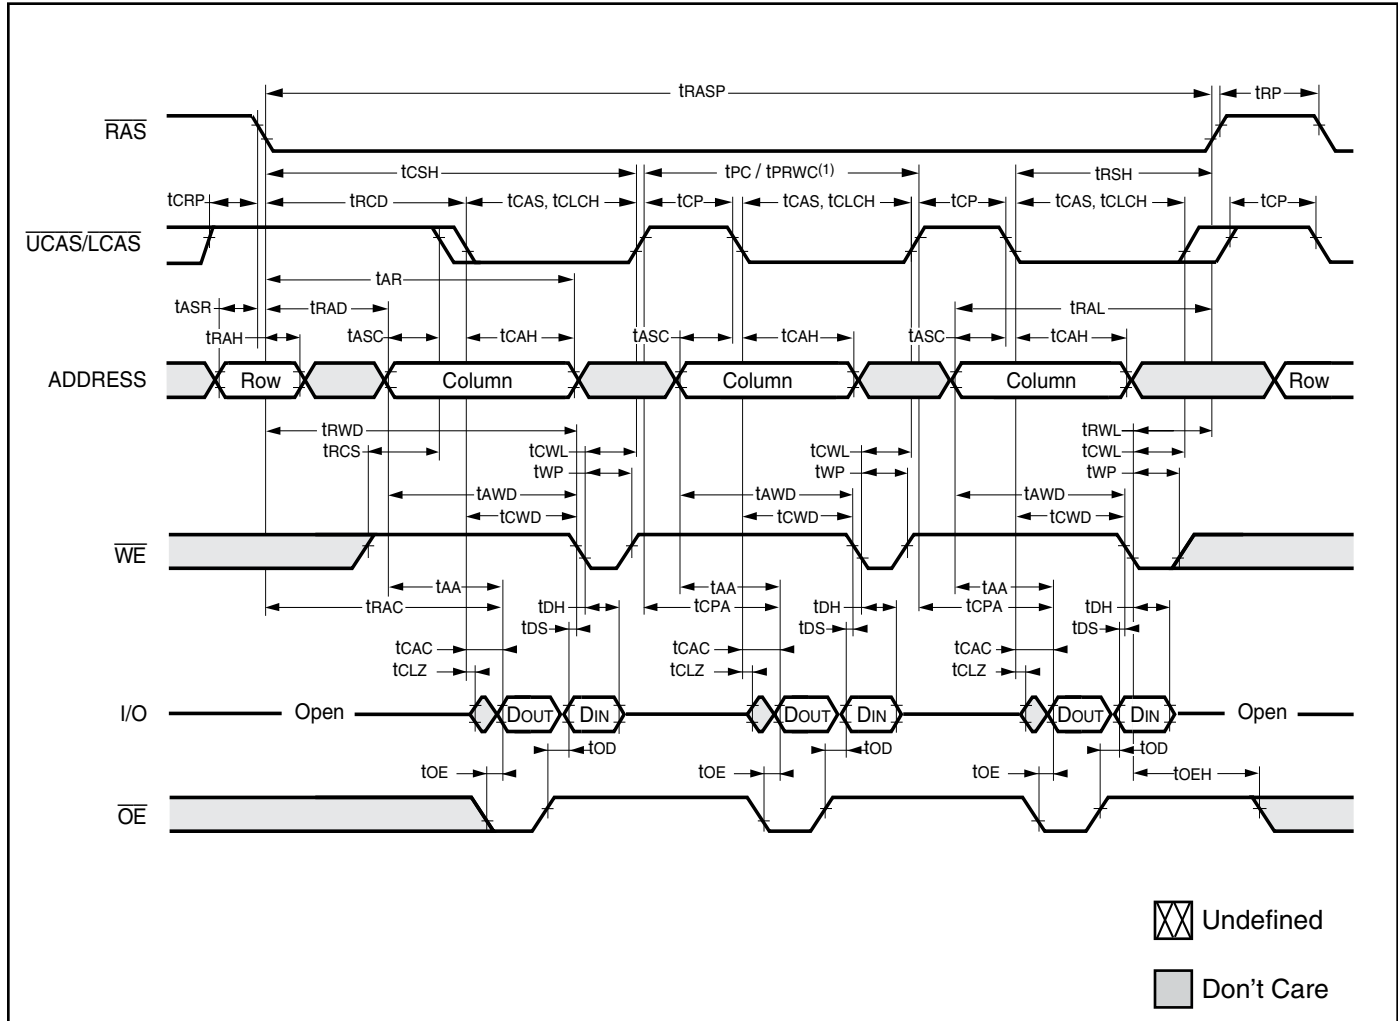 tRASP tRP
RAS
tCSH tPC / tPRWC(1) tRSH
tCRP tRCD tCAS, tCLCH tCP tCAS, tCLCH tCP tCAS, tCLCH tCP
UCAS/LCAS
tAR
tASR tRAD tRAL
tRAH tASC tCAH tASC tCAH tASC tCAH
ADDRESS Row Column Column Column Row
tRWD tRWL
tRCS tCWL tCWL tCWL
tWP tWP tWP
tAWD tAWD tAWD
tCWD tCWD tCWD
WE
tAA tAA tAA
tRAC tDH tCPA tDH tCPA tDH
tDS tDS tDS
tCAC tCAC tCAC
tCLZ tCLZ tCLZ
I/O Open DOUT DIN DOUT DIN DOUT DIN Open
tOD tOD tOD
tOE tOE tOE tOEH
OE
Undefined
Don't Care